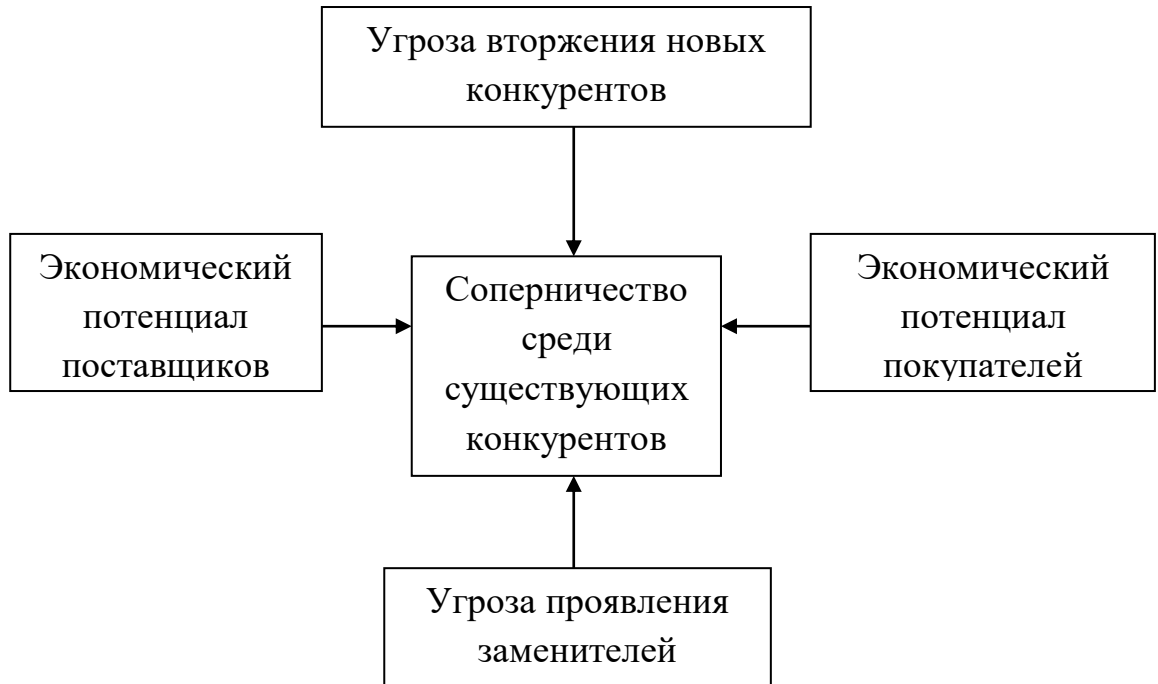 Угроза вторжения новых
конкурентов
Экономический
потенциал
поставщиков
Соперничество
среди
существующих
конкурентов
Экономический
потенциал
покупателей
Угроза проявления
заменителей